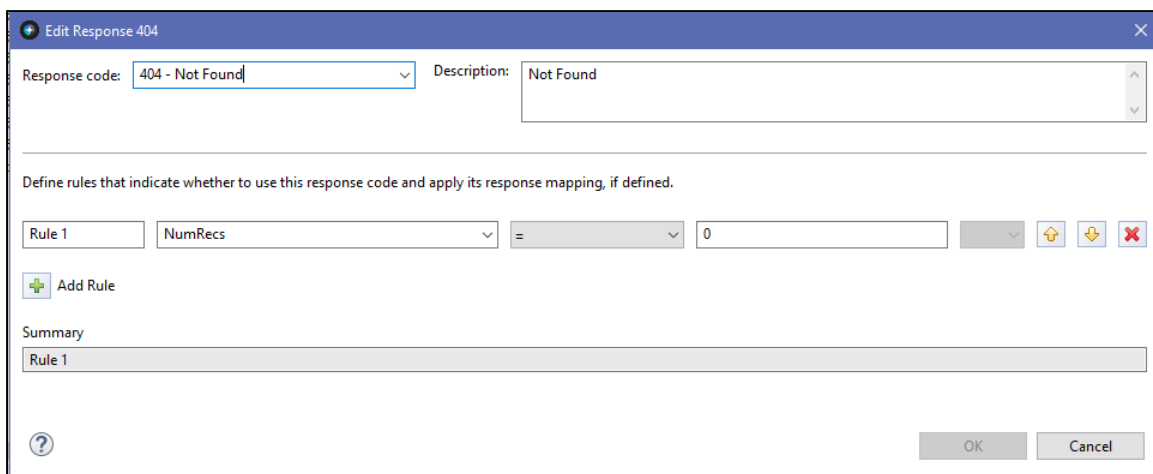 Edit Response 404
Response code: 404 - Not Found Description: Not Found
Define rules that indicate whether to use this response code and apply its response mapping, if defined.
Rule 1 NumRecs = 0
Add Rule
Summary
Rule 1
OK Cancel